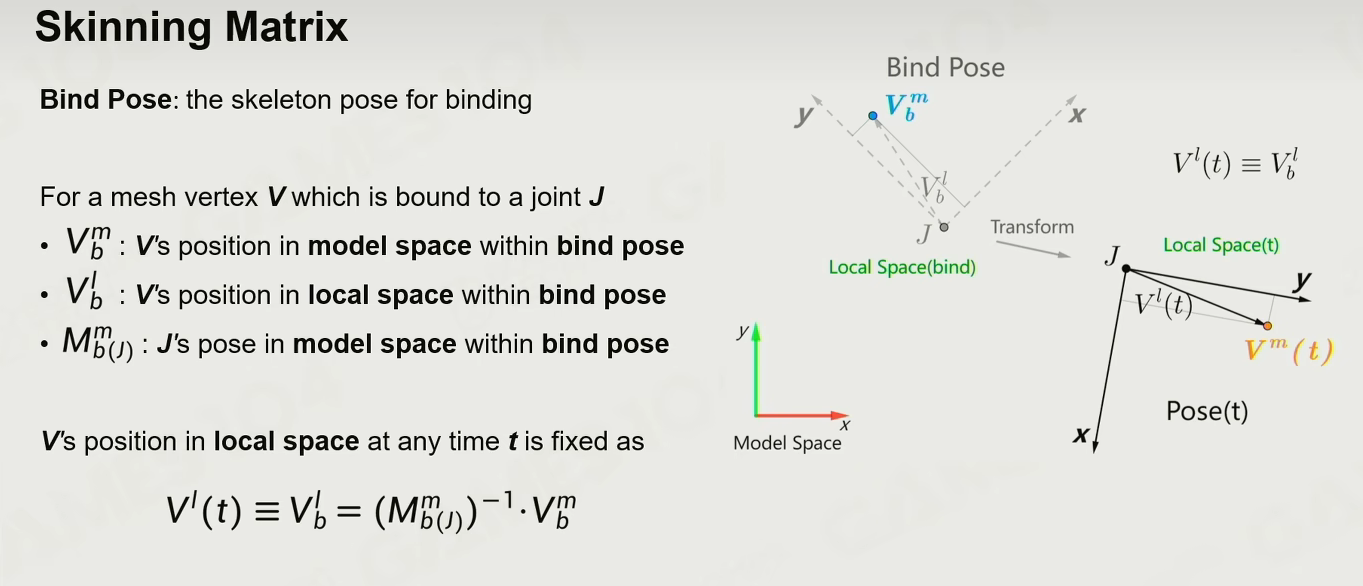 Skinning Matrix
Bind Pose: the skeleton pose for binding
For a mesh vertex V which is bound to a joint J
• V_b^m : V's position in model space within bind pose
• V_b^l : V's position in local space within bind pose
• M_{b(J)}^m : J's pose in model space within bind pose
V's position in local space at any time t is fixed as
V^l(t) ≡ V_b^l = (M_{b(J)}^m)^{-1} · V_b^m
Bind Pose
y
V_b^m
x
V_b^l
J
Local Space(bind)
Transform
V^l(t) ≡ V_b^l
J
Local Space(t)
y
V^l(t)
V^m(t)
x
Pose(t)
y
x
Model Space